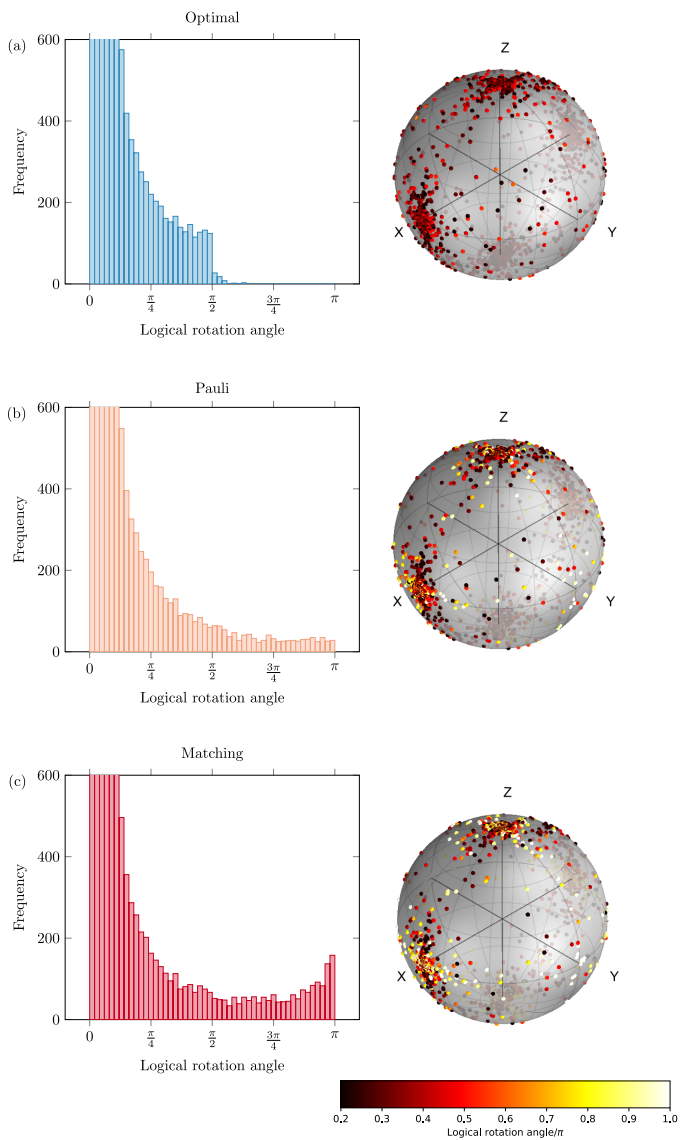 Optimal
(a)
600
400
200
0
Frequency
0 π/4 π/2 3π/4 π
Logical rotation angle
Z
X
Y
Pauli
(b)
600
400
200
0
Frequency
0 π/4 π/2 3π/4 π
Logical rotation angle
Z
X
Y
Matching
(c)
600
400
200
0
Frequency
0 π/4 π/2 3π/4 π
Logical rotation angle
Z
X
Y
0.2 0.3 0.4 0.5 0.6 0.7 0.8 0.9 1.0
Logical rotation angle/π